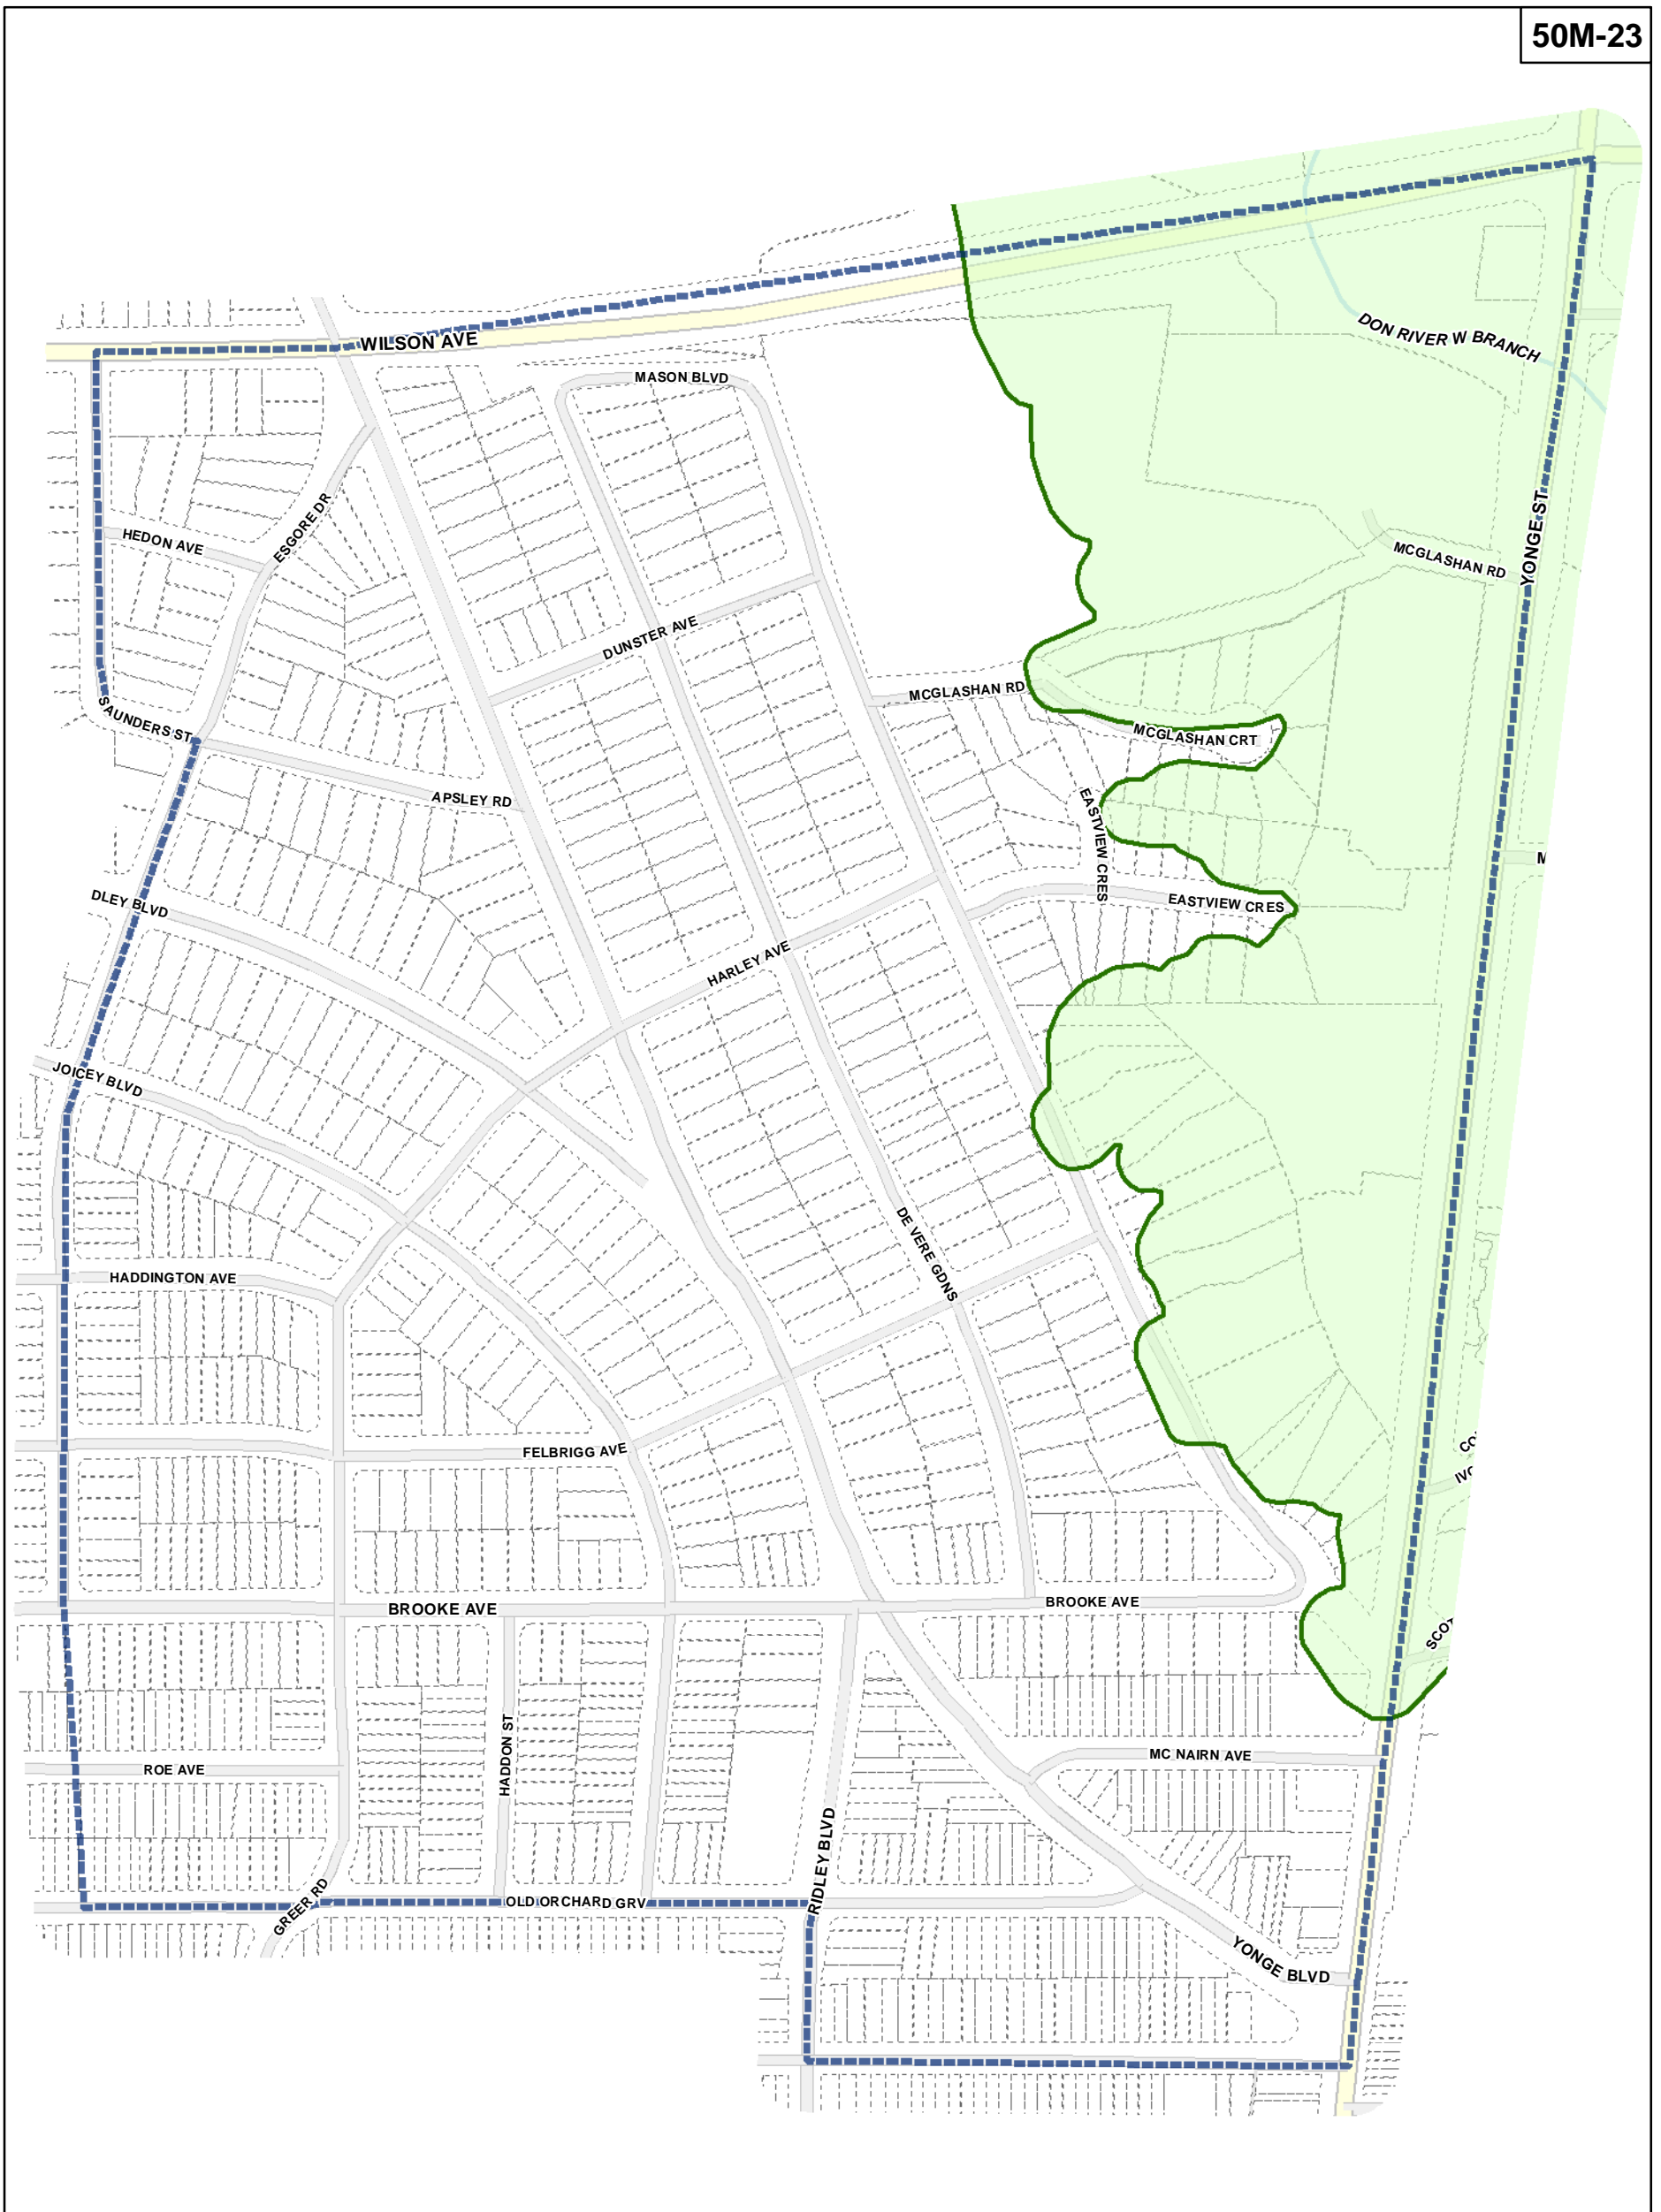 50M-23
DON RIVER W BRANCH
WILSON AVE
MASON BLVD
YONGE ST
ESGORE DR
HEDON AVE
MCGLASHAN RD
DUNSTER AVE
MCGLASHAN RD
SAUNDERS ST
MCGLASHAN CRT
APSLEY RD
EASTVIEW CRES
M
DLEY BLVD
EASTVIEW CRES
HARLEY AVE
JOICEY BLVD
DE VERE GDNS
HADDINGTON AVE
FELBRIGG AVE
CO
IVO
BROOKE AVE
BROOKE AVE
SCOT
HADDON ST
MC NAIRN AVE
ROE AVE
RIDLEY BLVD
OLD ORCHARD GRV
GREER RD
YONGE BLVD